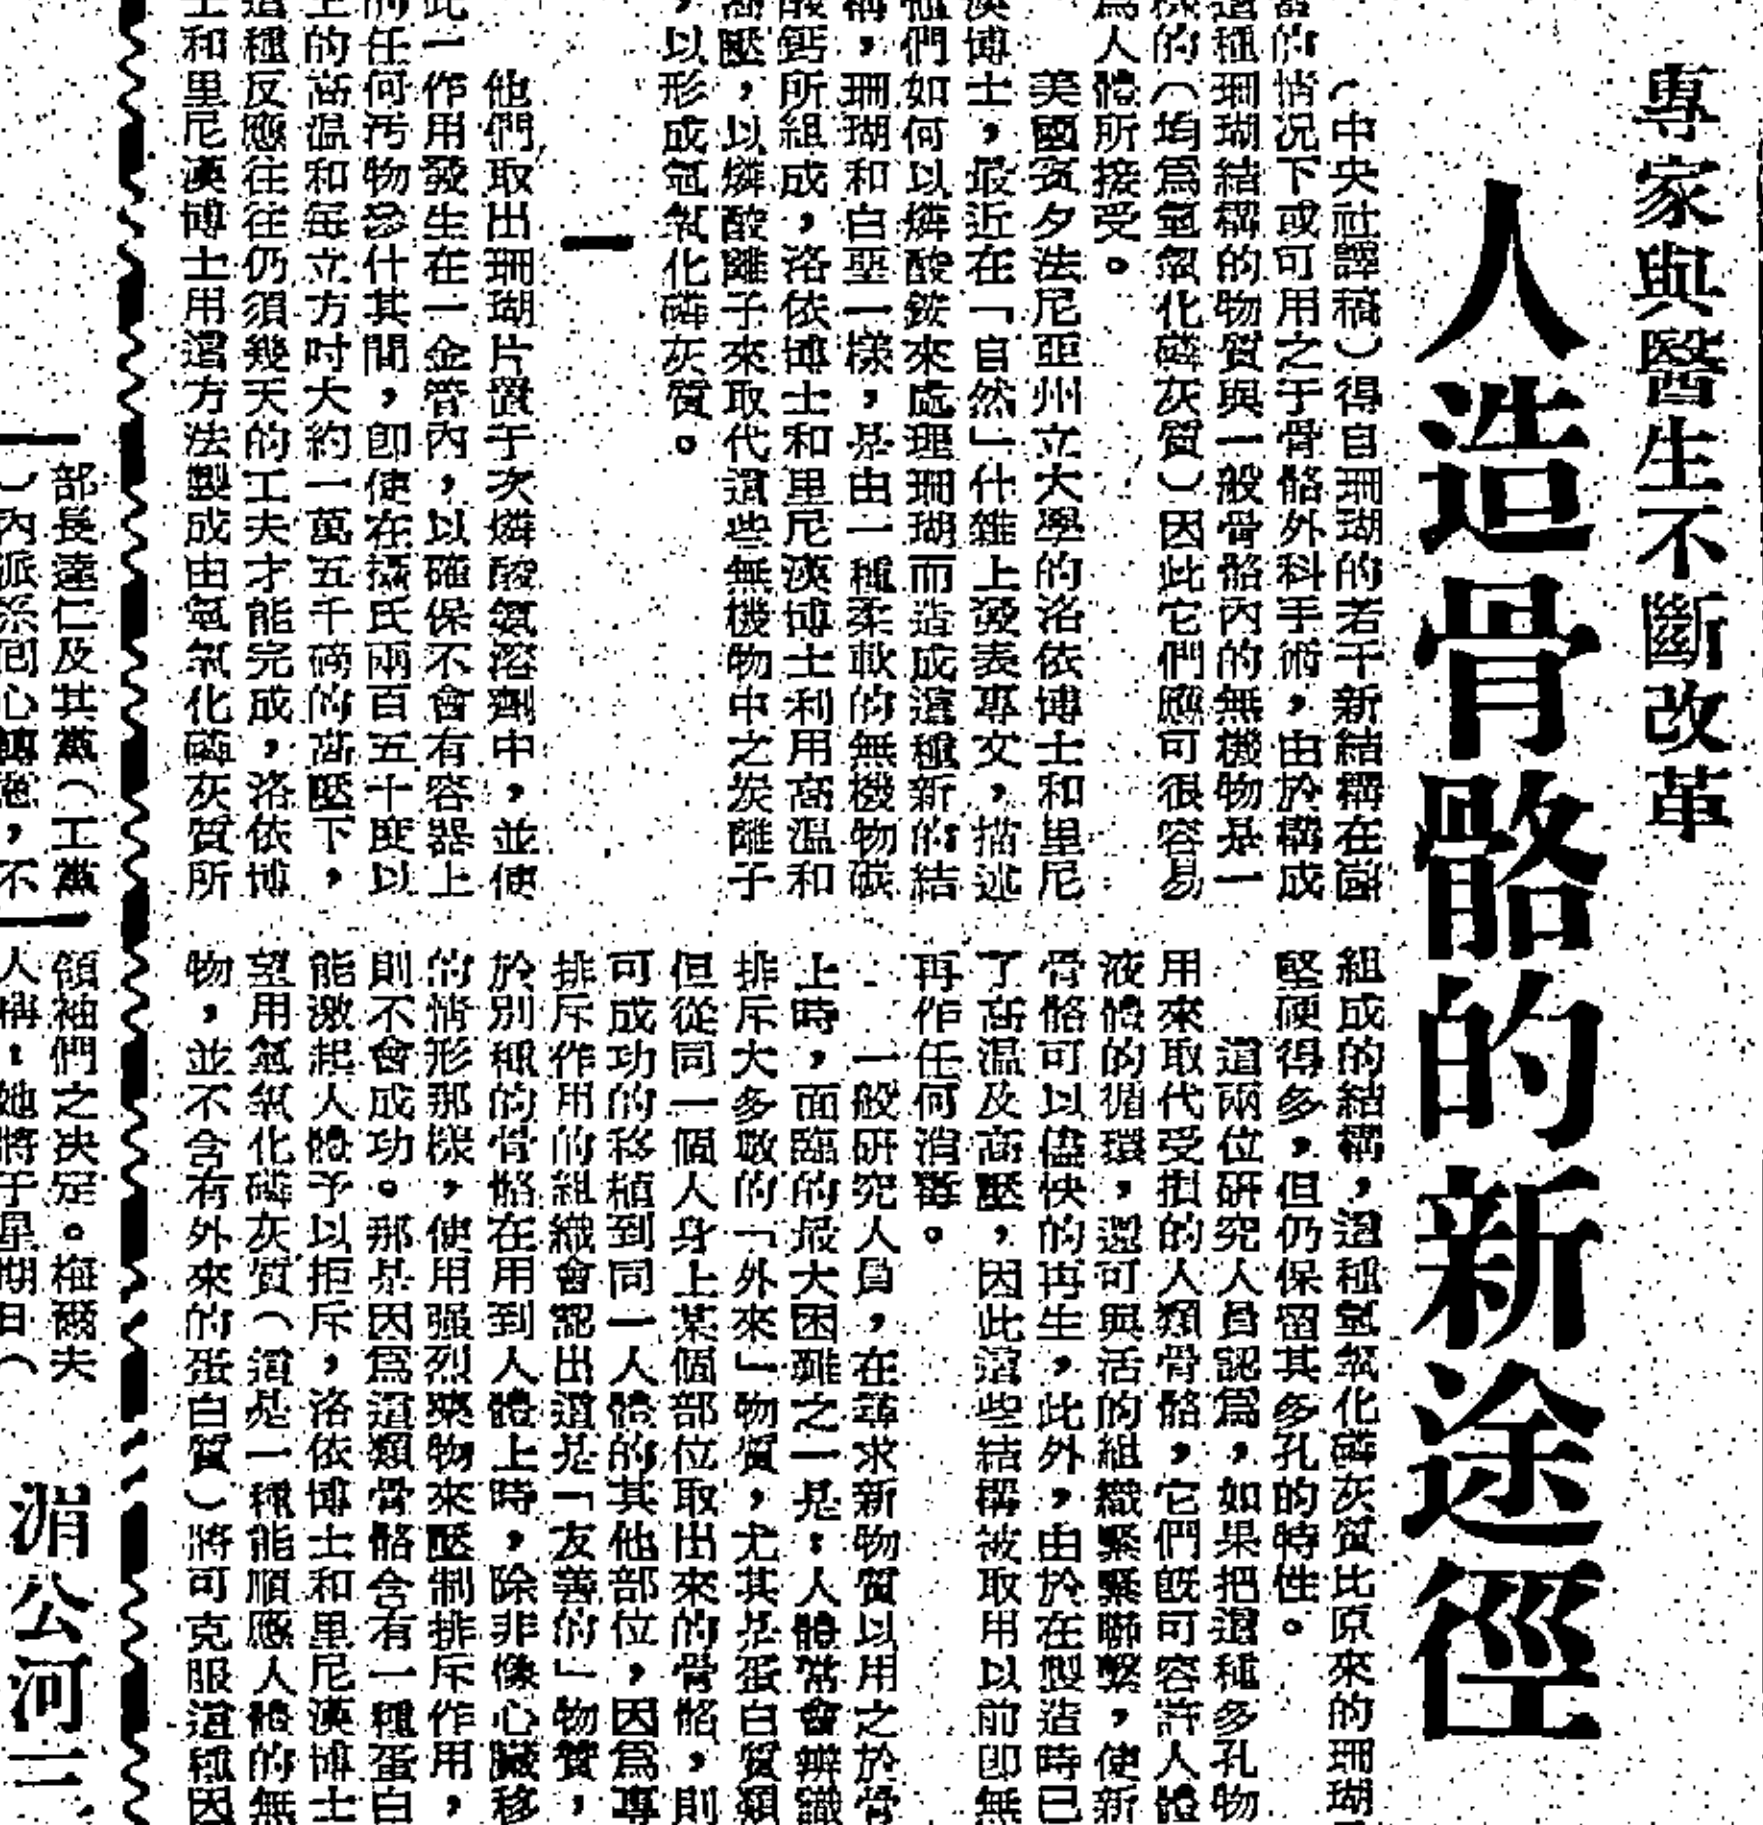 專家與醫生不斷改革
人造骨骼的新途徑
（中央社譯稿）得自珊瑚的若干新結構在適
當的情况下或可用之于骨骼外科手術，由於構成
這種珊瑚結構的物質與一般骨骼內的無機物是一
樣的（均爲氫氧化磷灰質）因此它們應可很容易
爲人體所接受。
美國賓夕法尼亞州立大學的洛依博士和里尼
漢博士，最近在「自然」什雜上發表專文，描述
他們如何以燐酸銨來處理珊瑚而造成這種新的結
構，珊瑚和白堊一樣，是由一種柔軟的無機物碳
酸鈣所組成，洛依博士和里尼漢博士利用高温和
高壓，以燐酸離子來取代這些無機物中之炭離子
，以形成氫氧化磷灰質。
他們取出珊瑚片置于次燐酸氨溶劑中，並使
此一作用發生在一金管內，以確保不會有容器上
的任何汚物滲什其間，卽使在攝氏兩百五十度以
上的高温和每立方吋大約一萬五千磅的高壓下，
這種反應往往仍須幾天的工夫才能完成，洛依博
士和里尼漢博士用這方法製成由氫氧化磷灰質所
組成的結構，這種氫氧化磷灰質比原來的珊瑚
堅硬得多，但仍保留其多孔的特性。
這兩位研究人員認爲，如果把這種多孔物
用來取代受損的人類骨骼，它們旣可容許人體
液體的循環，還可與活的組織緊緊聯繫，使新
骨骼可以儘快的再生，此外，由於在製造時已
了高温及高壓，因此這些結構被取用以前卽無
再作任何消毒。
一般研究人員，在尋求新物質以用之於骨
上時，面臨的最大困難之一是：人體常會辨識
排斥大多數的「外來」物質，尤其是蛋白質類
但從同一個人身上某個部位取出來的骨骼，則
可成功的移植到同一人體的其他部位，因爲專
排斥作用的組織會認出這是「友善的」物質，
於別種的骨骼在用到人體上時，除非像心臟移
的情形那樣，使用强烈藥物來壓制排斥作用，
則不會成功。那是因爲這類骨骼含有一種蛋白
能激起人體予以拒斥，洛依博士和里尼漢博士
望用氫氧化磷灰質（這是一種能順應人體的無
物，並不含有外來的蛋白質）將可克服這種因
部長達仁及其黨（工黨
）內派系囘心轉意，不
領袖們之决定。梅爾夫
人稱：她將于星期日（
湄公河三